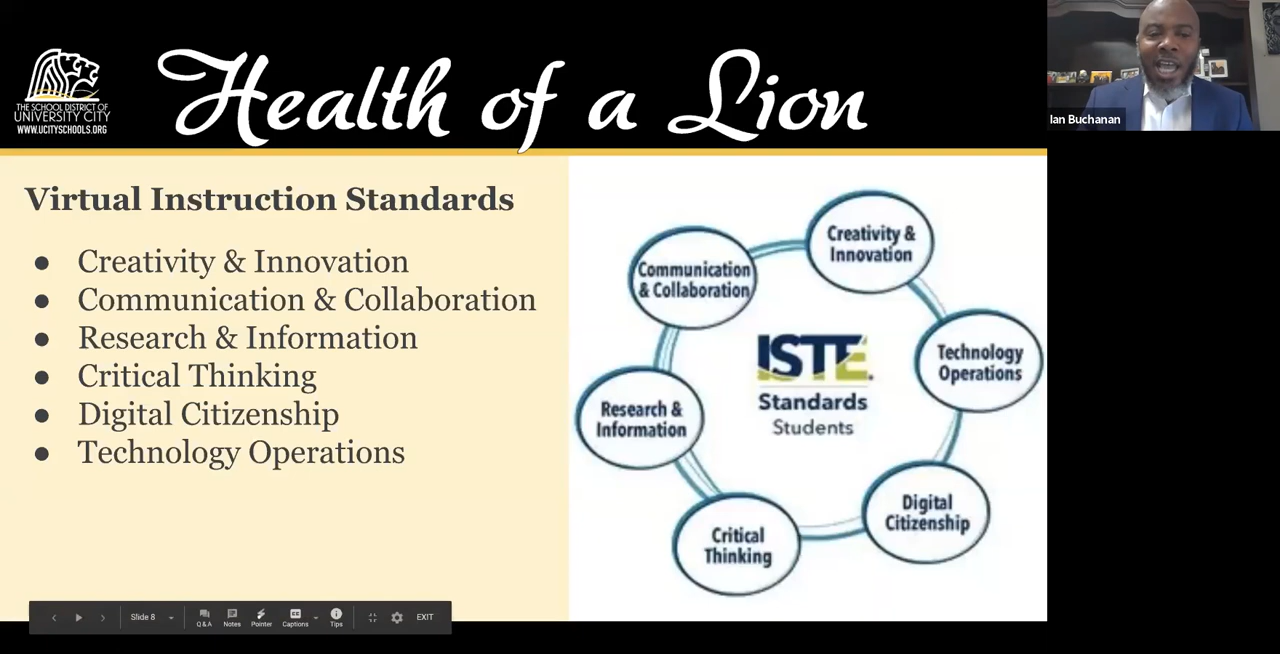 THE SCHOOL DISTRICT OF
UNIVERSITY CITY
WWW.UCITYSCHOOLS.ORG
Health of a Lion
Ian Buchanan
Virtual Instruction Standards
● Creativity & Innovation
● Communication & Collaboration
● Research & Information
● Critical Thinking
● Digital Citizenship
● Technology Operations
Creativity &
Innovation
Communication
& Collaboration
Technology
Operations
ISTE.
Standards
Students
Research &
Information
Digital
Citizenship
Critical
Thinking
Slide 8
Q & A
Notes
Pointer
Captions
Tips
EXIT